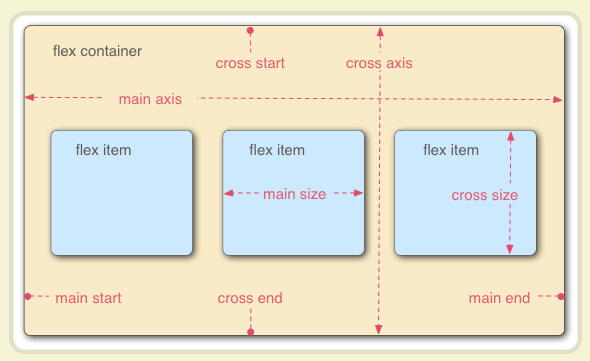 flex container
cross start
cross axis
main axis
flex item
flex item
flex item
main size
cross size
main start
cross end
main end